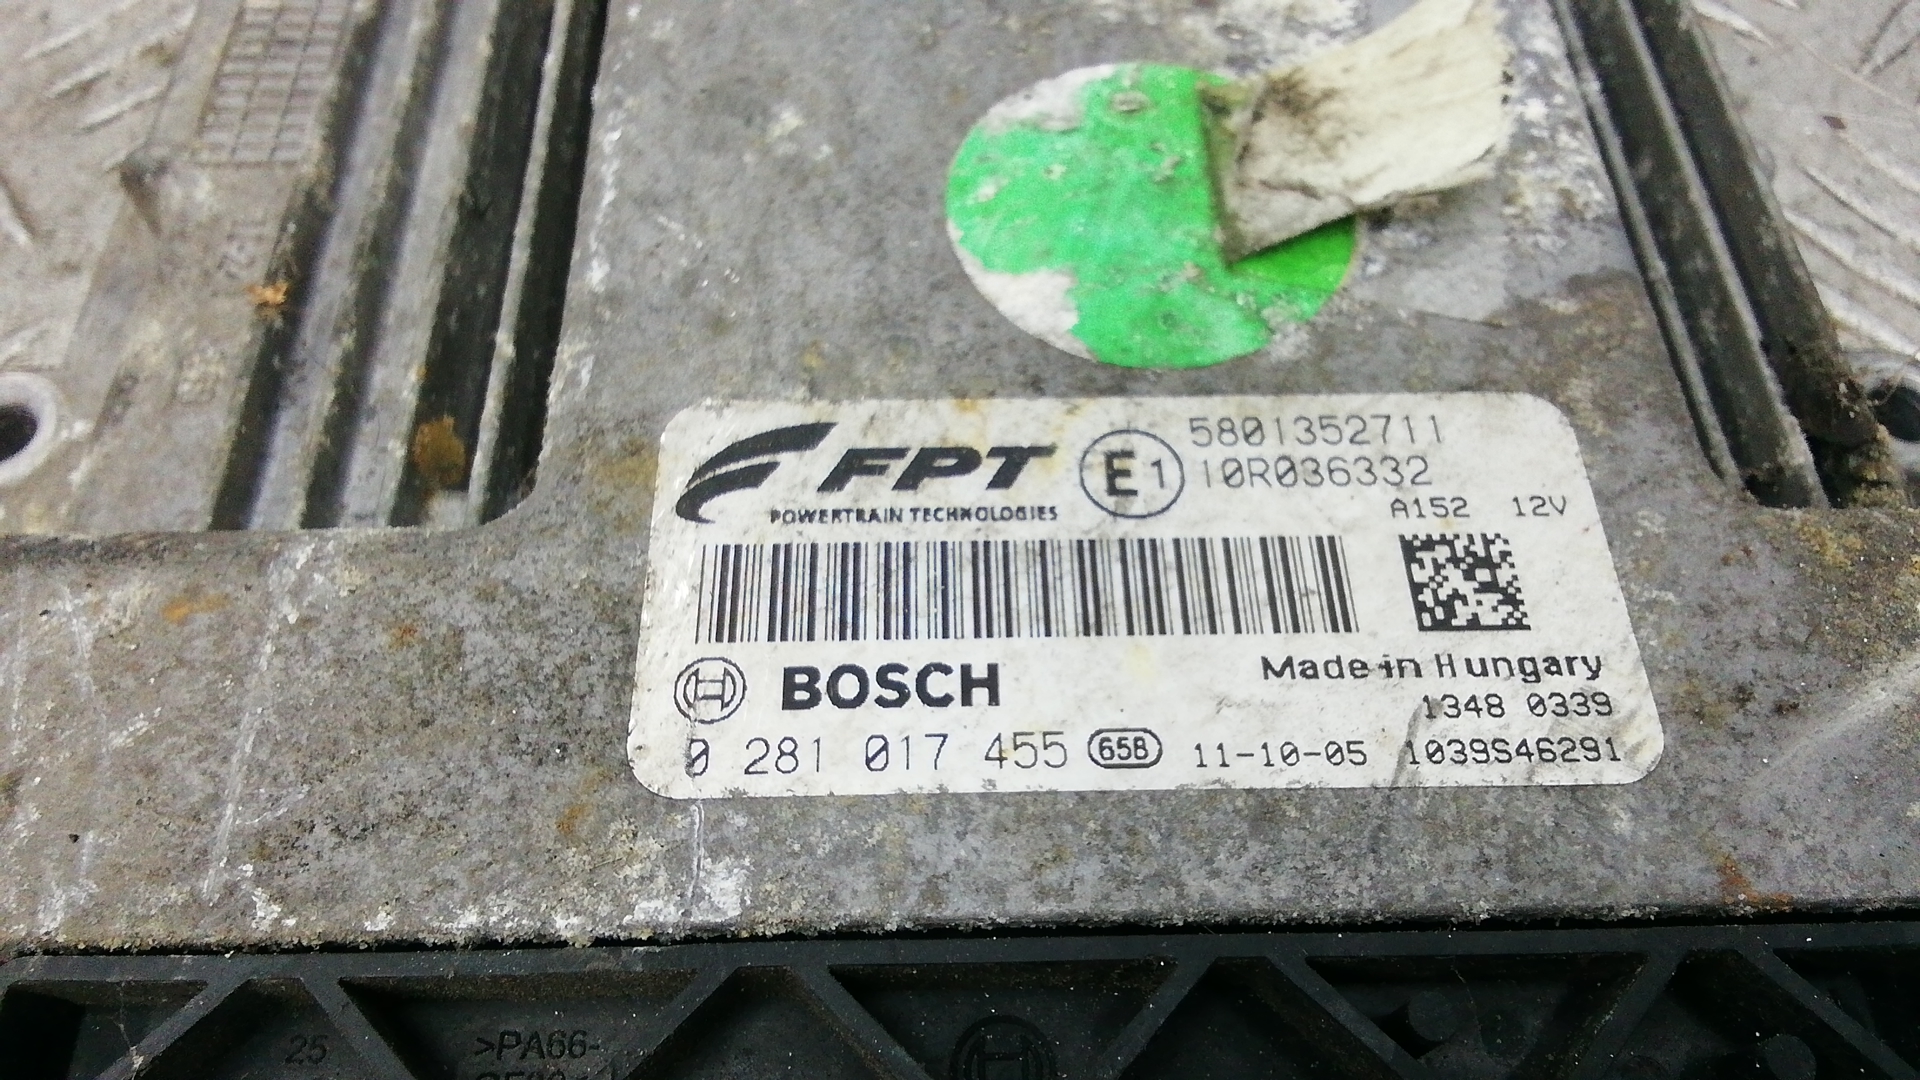 FPT
POWERTRAIN TECHNOLOGIES
E1
5801352711
10R036332
A152 12V
BOSCH
Made in Hungary
1348 0339
0 281 017 455 65B 11-10-05 1039S46291
25
>PA66-